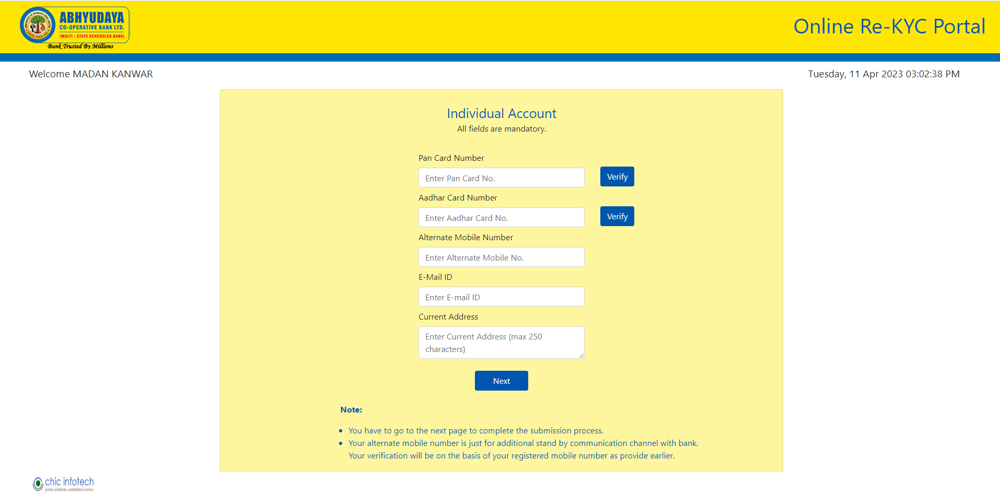 ABHYUDAYA
CO-OPERATIVE BANK LTD.
(MULTI - STATE SCHEDULED BANK)
Bank Trusted By Millions
Online Re-KYC Portal
Welcome MADAN KANWAR
Tuesday, 11 Apr 2023 03:02:38 PM
Individual Account
All fields are mandatory.
Pan Card Number
Enter Pan Card No.
Verify
Aadhar Card Number
Enter Aadhar Card No.
Verify
Alternate Mobile Number
Enter Alternate Mobile No.
E-Mail ID
Enter E-mail ID
Current Address
Enter Current Address (max 250
characters)
Next
Note:
You have to go to the next page to complete the submission process.
Your alternate mobile number is just for additional stand by communication channel with bank.
Your verification will be on the basis of your registered mobile number as provide earlier.
chic infotech
prime solutions, committed service